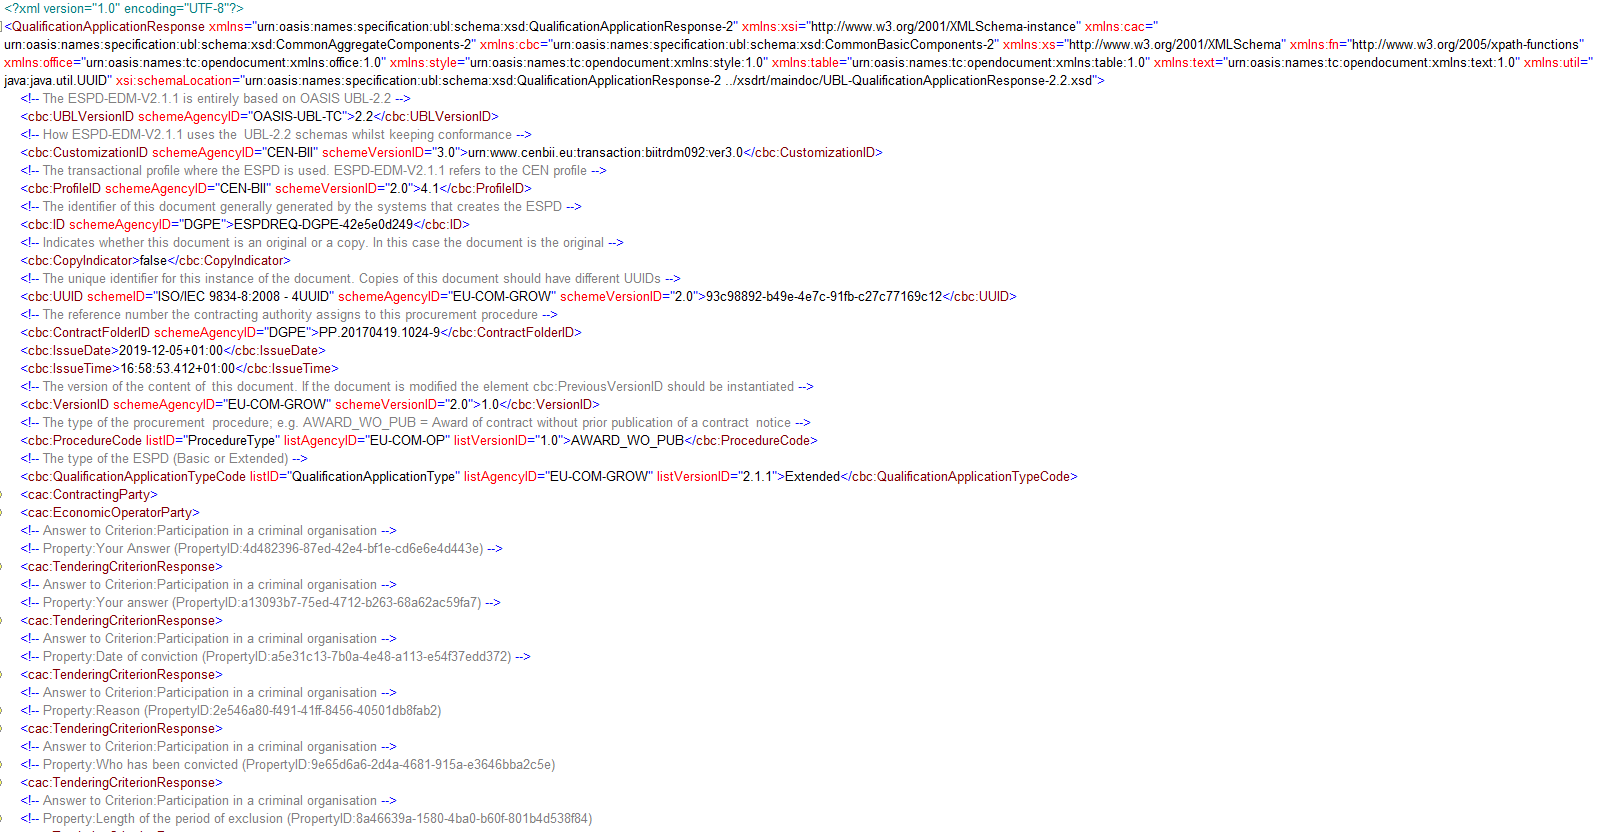 <?xml version="1.0" encoding="UTF-8"?>
<QualificationApplicationResponse xmlns="urn:oasis:names:specification:ubl:schema:xsd:QualificationApplicationResponse-2" xmlns:xsi="http://www.w3.org/2001/XMLSchema-instance" xmlns:cac="
urn:oasis:names:specification:ubl:schema:xsd:CommonAggregateComponents-2" xmlns:cbc="urn:oasis:names:specification:ubl:schema:xsd:CommonBasicComponents-2" xmlns:xs="http://www.w3.org/2001/XMLSchema" xmlns:fn="http://www.w3.org/2005/xpath-functions"
xmlns:office="urn:oasis:names:tc:opendocument:xmlns:office:1.0" xmlns:style="urn:oasis:names:tc:opendocument:xmlns:style:1.0" xmlns:table="urn:oasis:names:tc:opendocument:xmlns:table:1.0" xmlns:text="urn:oasis:names:tc:opendocument:xmlns:text:1.0" xmlns:util="
java:java.util.UUID" xsi:schemaLocation="urn:oasis:names:specification:ubl:schema:xsd:QualificationApplicationResponse-2 ../xsdrt/maindoc/UBL-QualificationApplicationResponse-2.2.xsd">
<!-- The ESPD-EDM-V2.1.1 is entirely based on OASIS UBL-2.2 -->
<cbc:UBLVersionID schemeAgencyID="OASIS-UBL-TC">2.2</cbc:UBLVersionID>
<!-- How ESPD-EDM-V2.1.1 uses the  UBL-2.2 schemas whilst keeping conformance -->
<cbc:CustomizationID schemeAgencyID="CEN-BII" schemeVersionID="3.0">urn:www.cenbii.eu:transaction:biitrdm092:ver3.0</cbc:CustomizationID>
<!-- The transactional profile where the ESPD is used. ESPD-EDM-V2.1.1 refers to the CEN profile -->
<cbc:ProfileID schemeAgencyID="CEN-BII" schemeVersionID="2.0">4.1</cbc:ProfileID>
<!-- The identifier of this document generally generated by the systems that creates the ESPD -->
<cbc:ID schemeAgencyID="DGPE">ESPDREQ-DGPE-42e5e0d249</cbc:ID>
<!-- Indicates whether this document is an original or a copy. In this case the document is the original -->
<cbc:CopyIndicator>false</cbc:CopyIndicator>
<!-- The unique identifier for this instance of the document. Copies of this document should have different UUIDs -->
<cbc:UUID schemeID="ISO/IEC 9834-8:2008 - 4UUID" schemeAgencyID="EU-COM-GROW" schemeVersionID="2.0">93c98892-b49e-4e7c-91fb-c27c77169c12</cbc:UUID>
<!-- The reference number the contracting authority assigns to this procurement procedure -->
<cbc:ContractFolderID schemeAgencyID="DGPE">PP.20170419.1024-9</cbc:ContractFolderID>
<cbc:IssueDate>2019-12-05+01:00</cbc:IssueDate>
<cbc:IssueTime>16:58:53.412+01:00</cbc:IssueTime>
<!-- The version of the content of this document. If the document is modified the element cbc:PreviousVersionID should be instantiated -->
<cbc:VersionID schemeAgencyID="EU-COM-GROW" schemeVersionID="2.0">1.0</cbc:VersionID>
<!-- The type of the procurement  procedure; e.g. AWARD_WO_PUB = Award of contract without prior publication of a contract  notice -->
<cbc:ProcedureCode listID="ProcedureType" listAgencyID="EU-COM-OP" listVersionID="1.0">AWARD_WO_PUB</cbc:ProcedureCode>
<!-- The type of the ESPD (Basic or Extended) -->
<cbc:QualificationApplicationTypeCode listID="QualificationApplicationType" listAgencyID="EU-COM-GROW" listVersionID="2.1.1">Extended</cbc:QualificationApplicationTypeCode>
<cac:ContractingParty>
<cac:EconomicOperatorParty>
<!-- Answer to Criterion:Participation in a criminal organisation -->
<!-- Property:Your Answer (PropertyID:4d482396-87ed-42e4-bf1e-cd6e6e4d443e) -->
<cac:TenderingCriterionResponse>
<!-- Answer to Criterion:Participation in a criminal organisation -->
<!-- Property:Your answer (PropertyID:a13093b7-75ed-4712-b263-68a62ac59fa7) -->
<cac:TenderingCriterionResponse>
<!-- Answer to Criterion:Participation in a criminal organisation -->
<!-- Property:Date of conviction (PropertyID:a5e31c13-7b0a-4e48-a113-e54f37edd372) -->
<cac:TenderingCriterionResponse>
<!-- Answer to Criterion:Participation in a criminal organisation -->
<!-- Property:Reason (PropertyID:2e546a80-f491-41ff-8456-40501db8fab2)
<cac:TenderingCriterionResponse>
<!-- Answer to Criterion:Participation in a criminal organisation -->
<!-- Property:Who has been convicted (PropertyID:9e65d6a6-2d4a-4681-915a-e3646bba2c5e)
<cac:TenderingCriterionResponse>
<!-- Answer to Criterion:Participation in a criminal organisation -->
<!-- Property:Length of the period of exclusion (PropertyID:8a46639a-1580-4ba0-b60f-801b4d538f84)